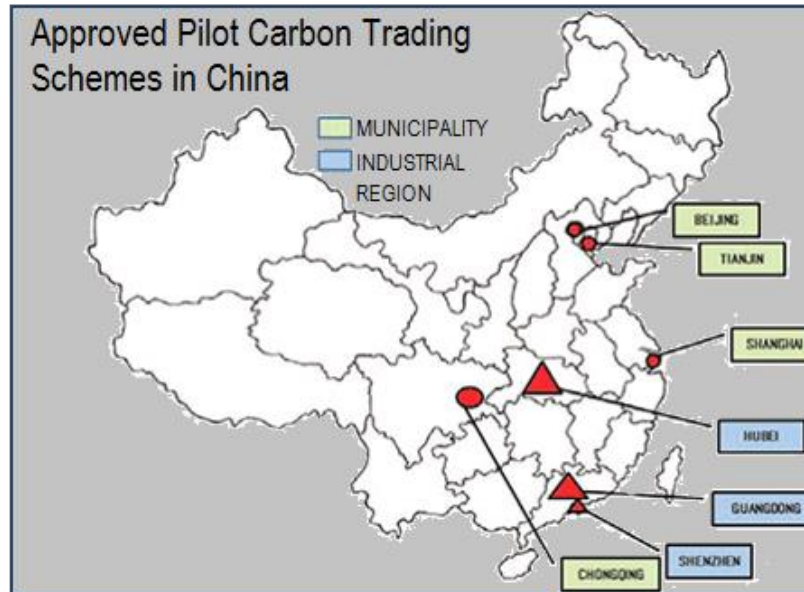 Approved Pilot Carbon Trading
Schemes in China
MUNICIPALITY
INDUSTRIAL
REGION
BEIJING
TIANJIN
SHANGHAI
HUBEI
GUANGDONG
SHENZHEN
CHONGQING